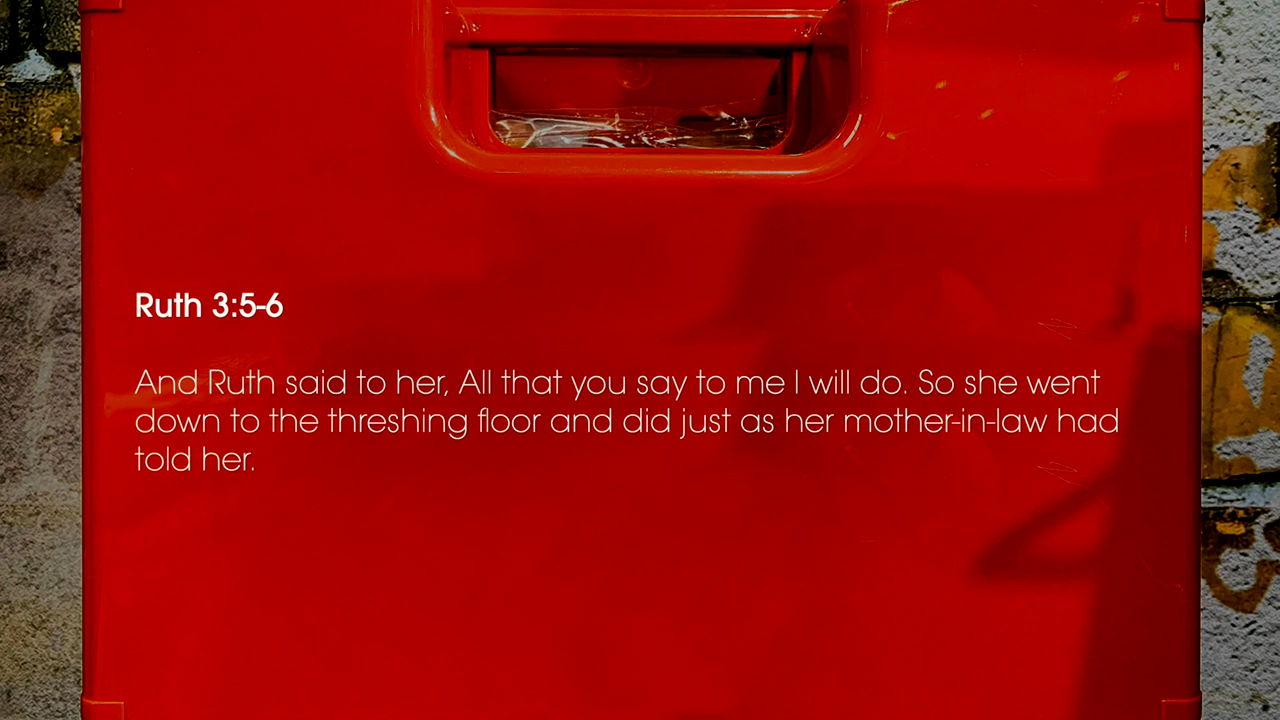 Ruth 3:5-6
And Ruth said to her, All that you say to me I will do. So she went
down to the threshing floor and did just as her mother-in-law had
told her.